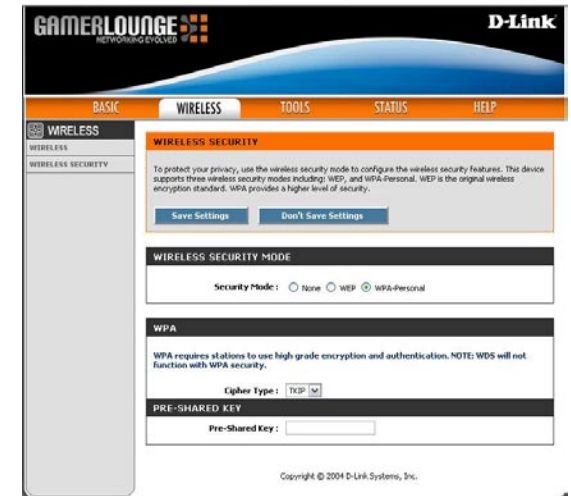 GAMERLOUNGE
NETWORKING EVOLVED
D-Link
BASIC WIRELESS TOOLS STATUS HELP
WIRELESS
WIRELESS
WIRELESS SECURITY
WIRELESS SECURITY
To protect your privacy, use the wireless security mode to configure the wireless security features. This device
supports three wireless security modes including: WEP, and WPA-Personal. WEP is the original wireless
encryption standard. WPA provides a higher level of security.
Save Settings Don't Save Settings
WIRELESS SECURITY MODE
Security Mode : None WEP WPA-Personal
WPA
WPA requires stations to use high grade encryption and authentication. NOTE: WDS will not
function with WPA security.
Cipher Type : TKIP
PRE-SHARED KEY
Pre-Shared Key :
Copyright © 2004 D-Link Systems, Inc.